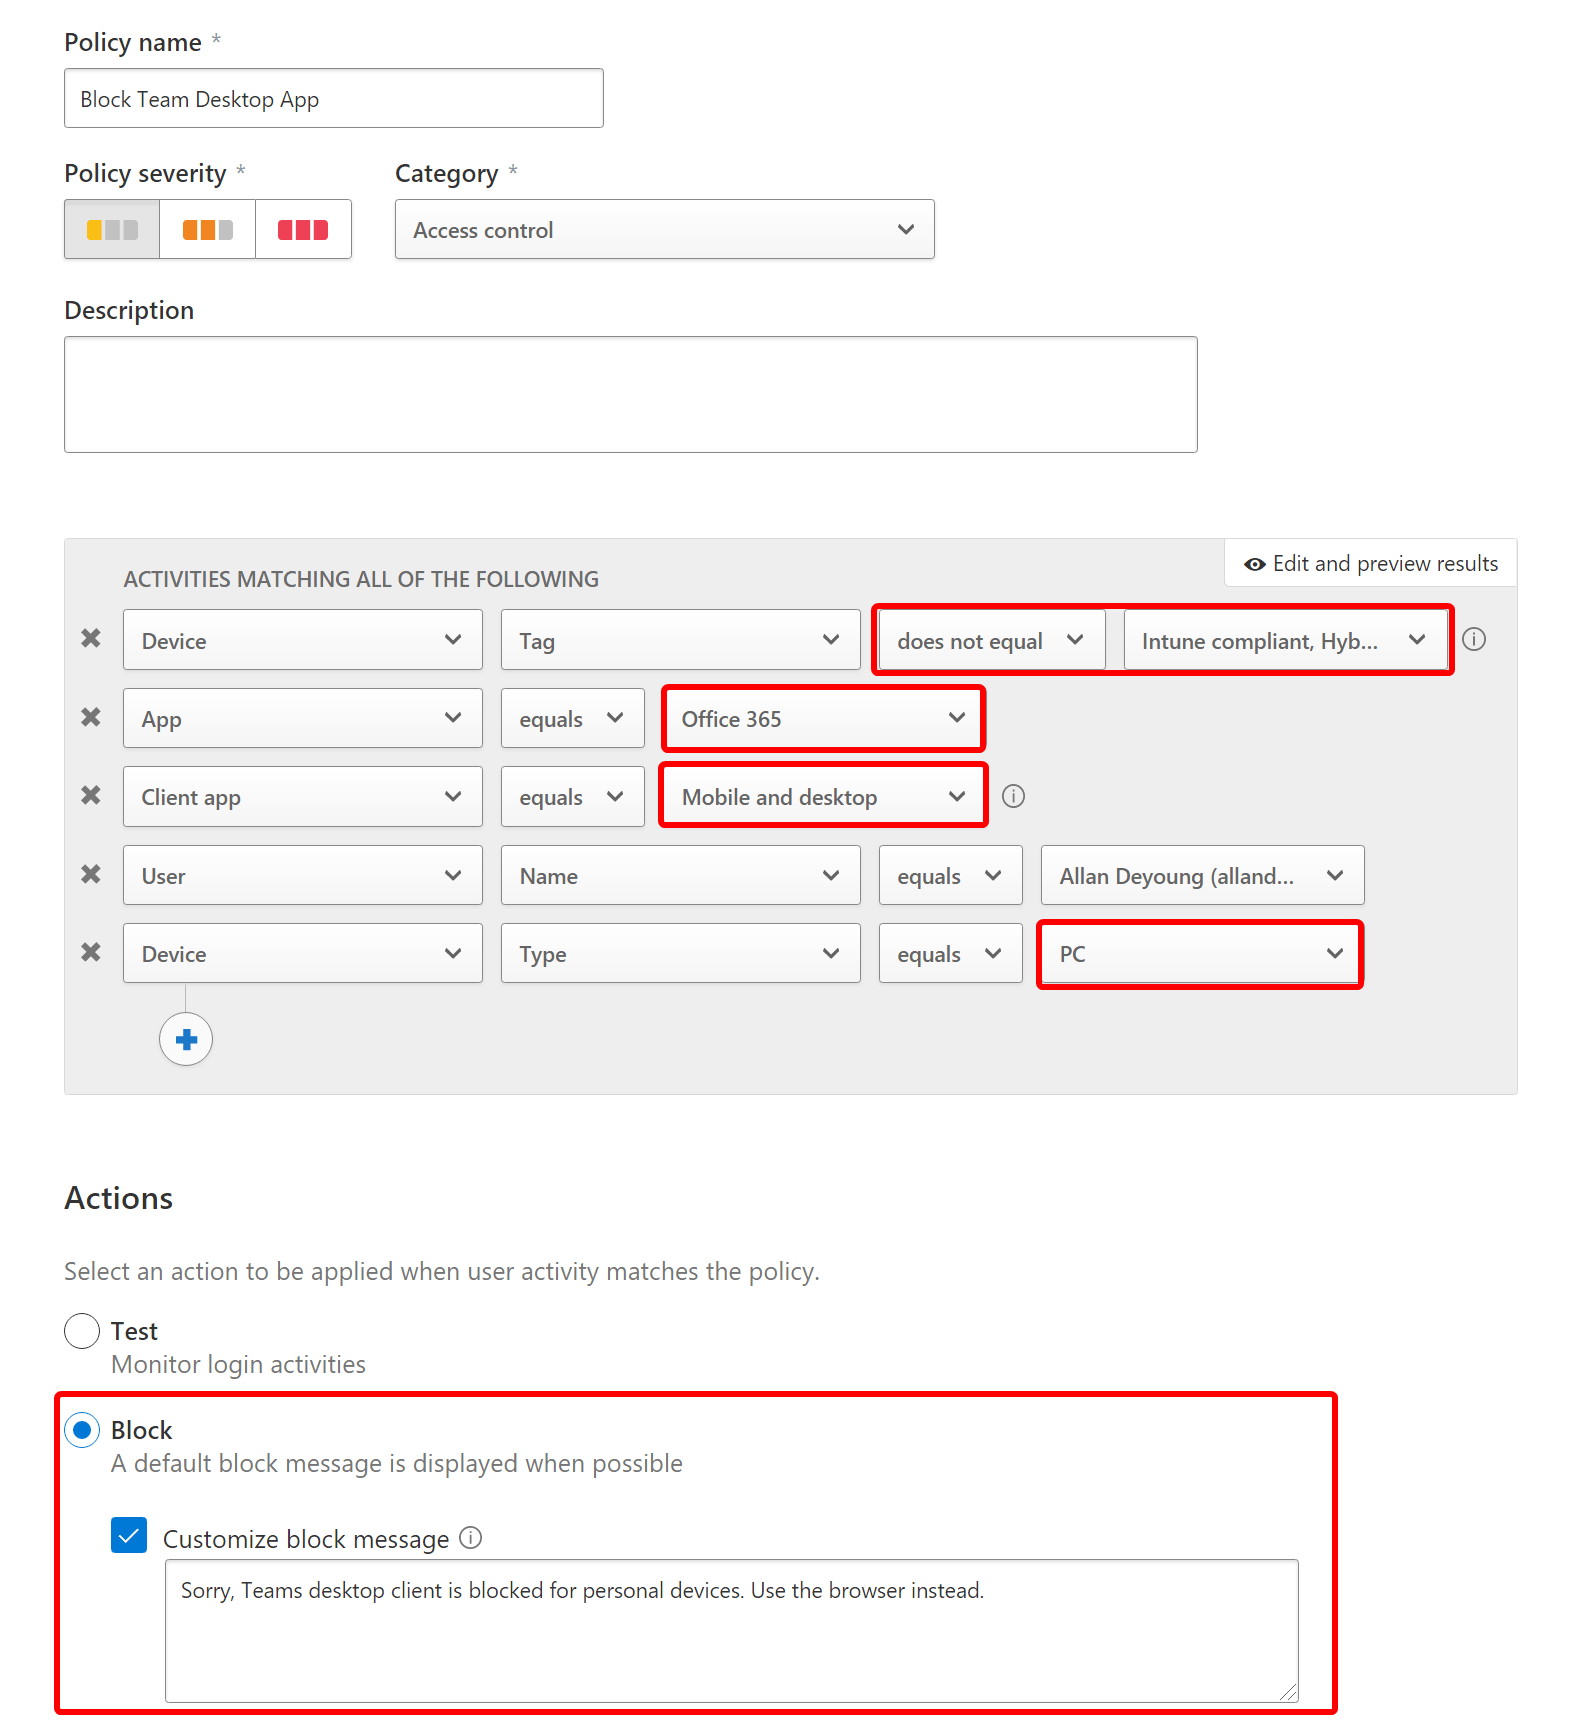 Policy name *
Block Team Desktop App
Policy severity *
Category *
Access control
Description
Edit and preview results
ACTIVITIES MATCHING ALL OF THE FOLLOWING
Device Tag does not equal Intune compliant, Hyb...
App equals Office 365
Client app equals Mobile and desktop
User Name equals Allan Deyoung (alland...
Device Type equals PC
Actions
Select an action to be applied when user activity matches the policy.
Test
Monitor login activities
Block
A default block message is displayed when possible
Customize block message
Sorry, Teams desktop client is blocked for personal devices. Use the browser instead.